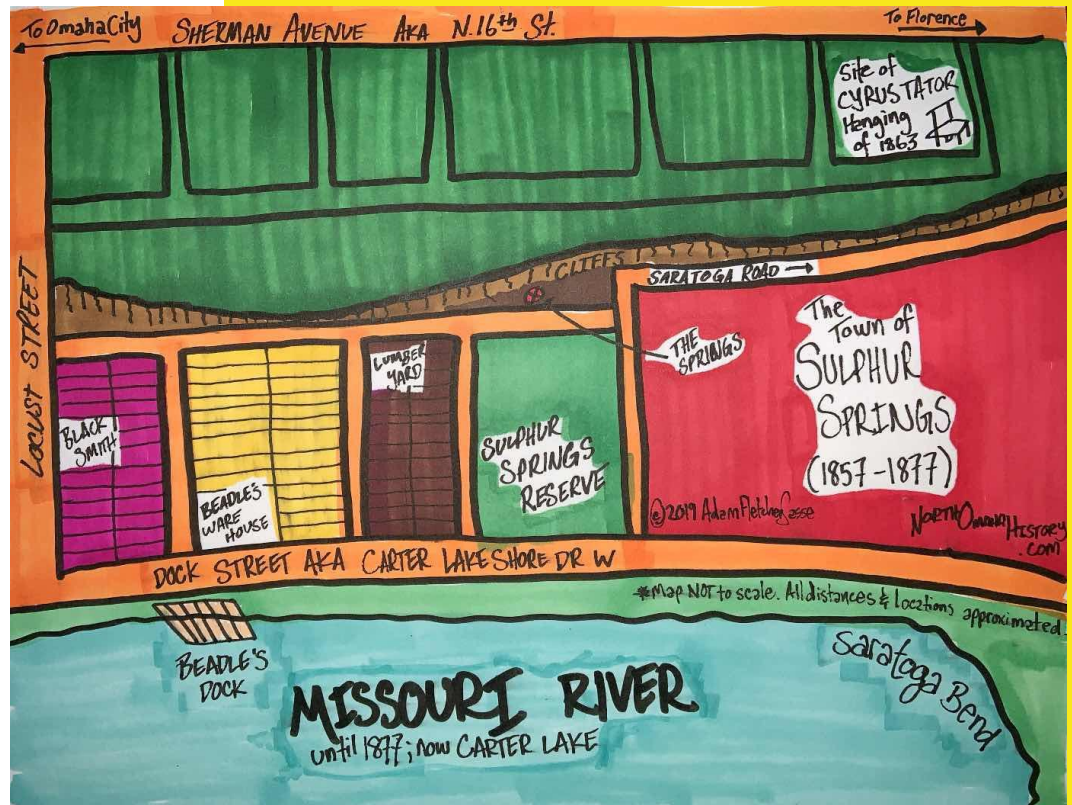 To Omaha City
SHERMAN AVENUE AKA N. 16th St.
To Florence
Site of
CYRUS TATOR
Hanging
of 1863
LOCUST STREET
CLIFFS
SARATOGA ROAD
THE
SPRINGS
The
Town of
SULPHUR
SPRINGS
(1857-1877)
BLACK
SMITH
BEADLE'S
WARE
HOUSE
LUMBER
YARD
SULPHUR
SPRINGS
RESERVE
©2019 Adam Fletcher Sasse
NORTHOMAHAHISTORY
.com
DOCK STREET AKA CARTER LAKE SHORE DR W
*Map NOT to scale. All distances & locations approximated.
BEADLE'S
DOCK
MISSOURI RIVER
until 1877; now CARTER LAKE
Saratoga Bend